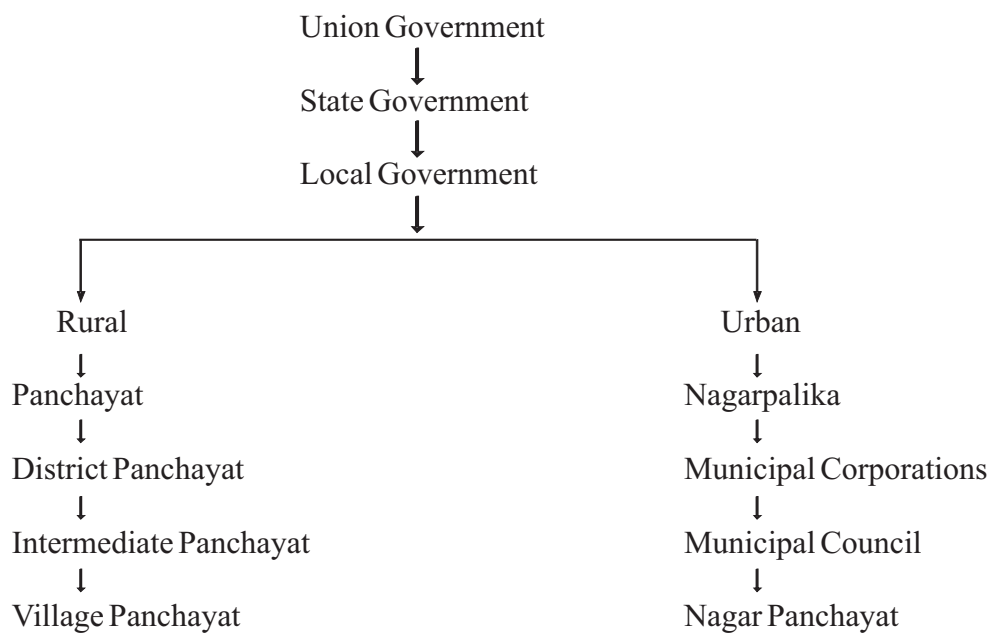 Union Government
State Government
Local Government
Rural
Urban
Panchayat
Nagarpalika
District Panchayat
Municipal Corporations
Intermediate Panchayat
Municipal Council
Village Panchayat
Nagar Panchayat